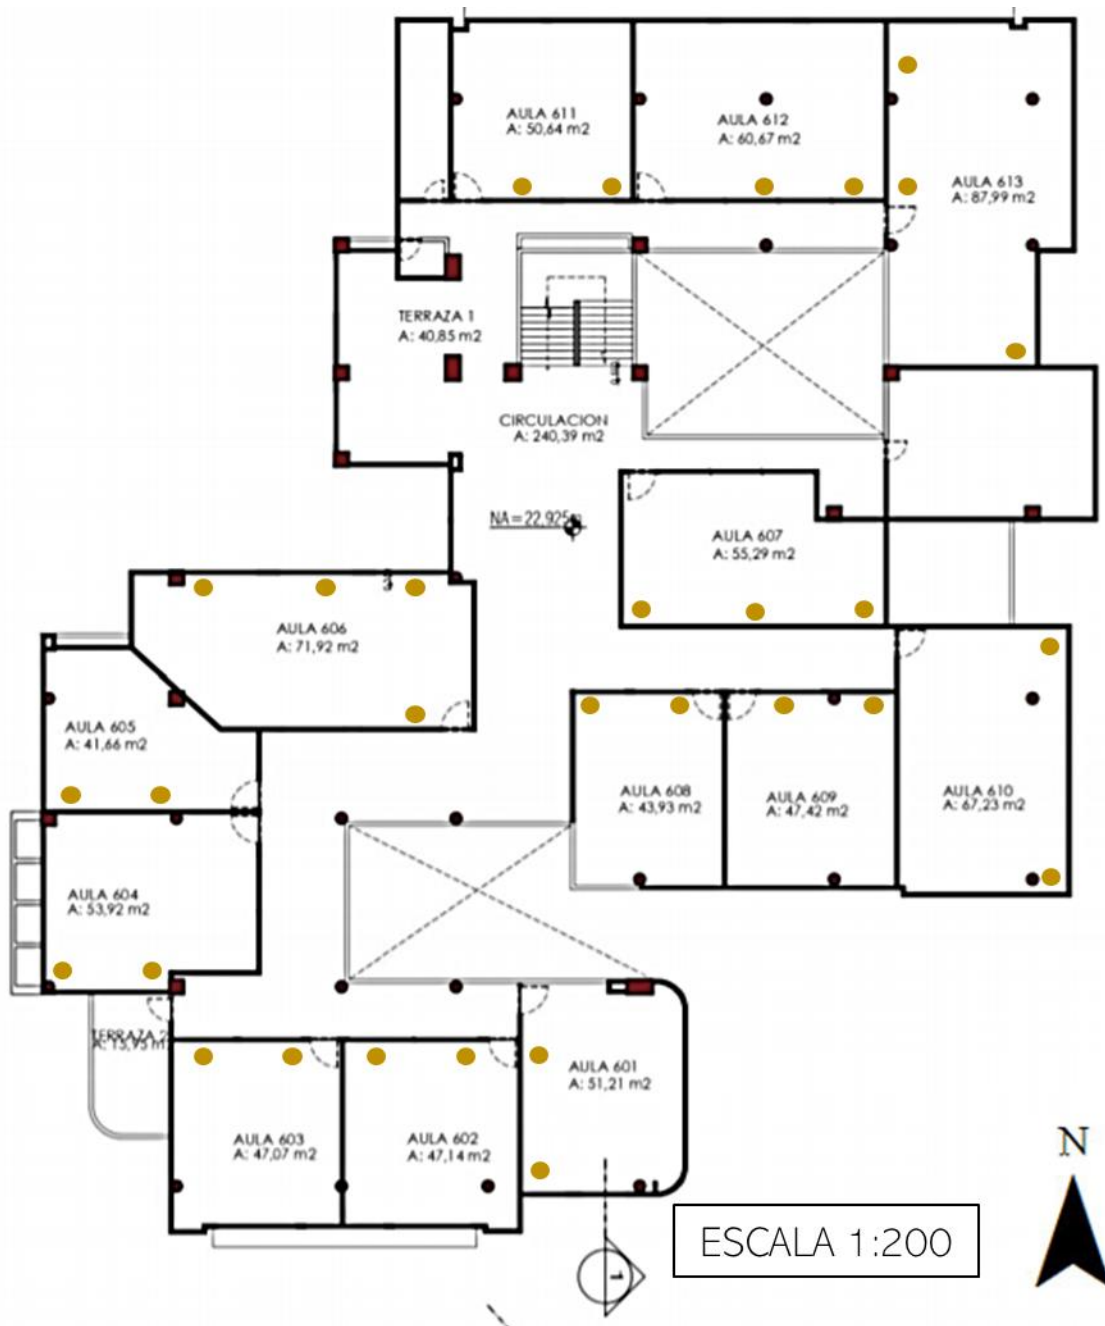 AULA 611
A: 50,64 m2
AULA 612
A: 60,67 m2
AULA 613
A: 87,99 m2
TERRAZA 1
A: 40,85 m2
CIRCULACION
A: 240,39 m2
NA=22,925
AULA 607
A: 55,29 m2
AULA 606
A: 71,92 m2
AULA 605
A: 41,66 m2
AULA 608
A: 43,93 m2
AULA 609
A: 47,42 m2
AULA 610
A: 67,23 m2
AULA 604
A: 53,92 m2
TERRAZA 2
A: 15,95 m
AULA 601
A: 51,21 m2
AULA 603
A: 47,07 m2
AULA 602
A: 47,14 m2
N
ESCALA 1:200
1